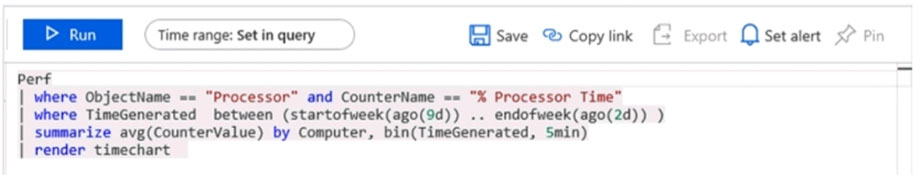 Run Time range: Set in query Save Copy link Export Set alert Pin
Perf
| where ObjectName == "Processor" and CounterName == "% Processor Time"
| where TimeGenerated  between (startofweek(ago(9d)) .. endofweek(ago(2d)) )
| summarize avg(CounterValue) by Computer, bin(TimeGenerated, 5min)
| render timechart